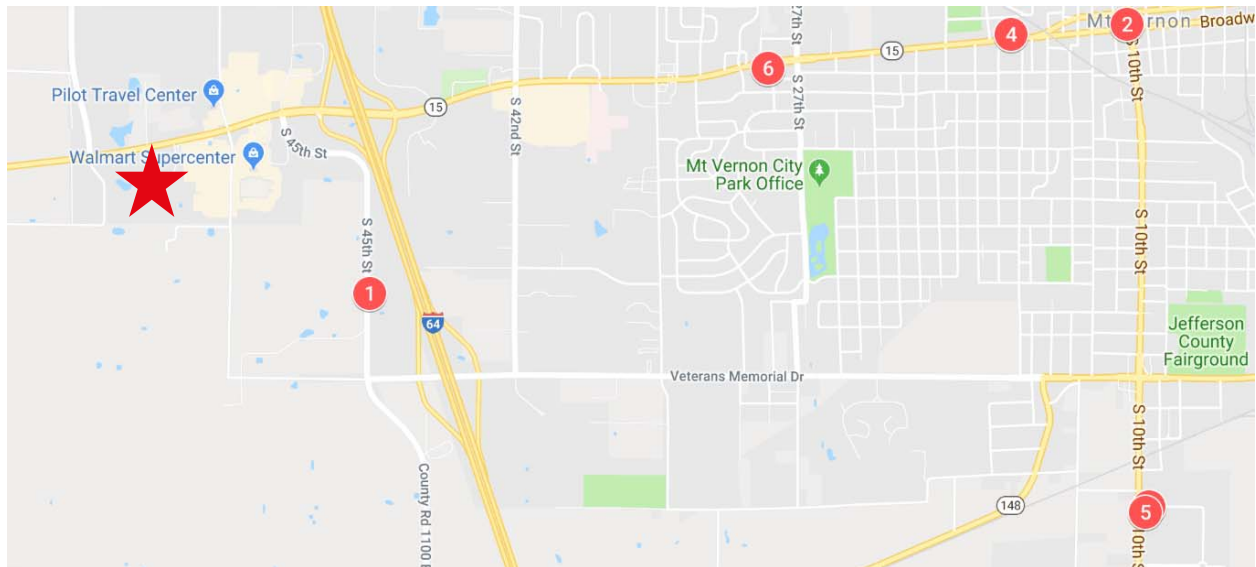 27th St
Mt Vernon
Broadw
2
4
15
6
S 10th St
Pilot Travel Center
15
S 42nd St
S 27th St
S 45th St
Walmart Supercenter
Mt Vernon City
Park Office
S 45th St
S 10th St
1
64
Jefferson
County
Fairground
Veterans Memorial Dr
S 10th St
County Rd 1100 E
148
5
10th S